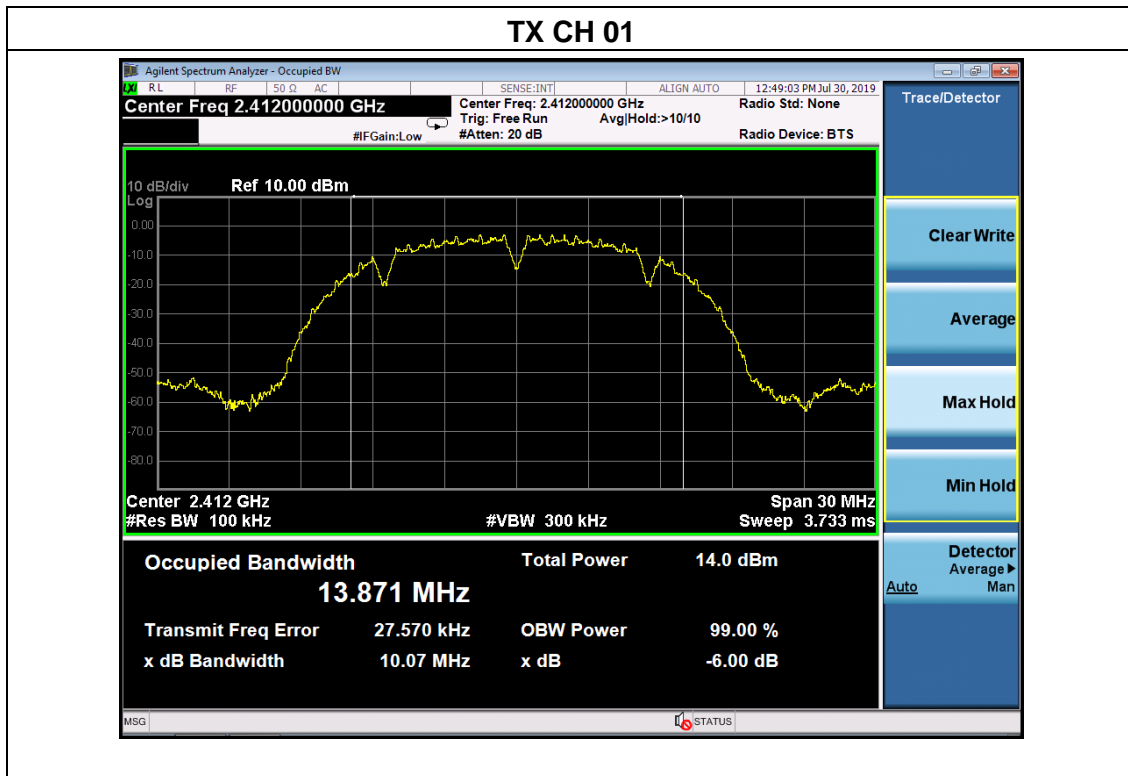 TX CH 01
Agilent Spectrum Analyzer - Occupied BW
LXI RL RF 50 Ω AC SENSE:INT ALIGN AUTO 12:49:03 PM Jul 30, 2019
Center Freq 2.412000000 GHz
Center Freq: 2.412000000 GHz
Radio Std: None
Trig: Free Run Avg|Hold:>10/10
#IFGain:Low
#Atten: 20 dB
Radio Device: BTS
10 dB/div Ref 10.00 dBm
Log
0.00
-10.0
-20.0
-30.0
-40.0
-50.0
-60.0
-70.0
-80.0
Center 2.412 GHz Span 30 MHz
#Res BW 100 kHz #VBW 300 kHz Sweep 3.733 ms
Occupied Bandwidth Total Power 14.0 dBm
13.871 MHz
Transmit Freq Error 27.570 kHz OBW Power 99.00 %
x dB Bandwidth 10.07 MHz x dB -6.00 dB
MSG STATUS
Trace/Detector
Clear Write
Average
Max Hold
Min Hold
Detector
Average
Auto Man